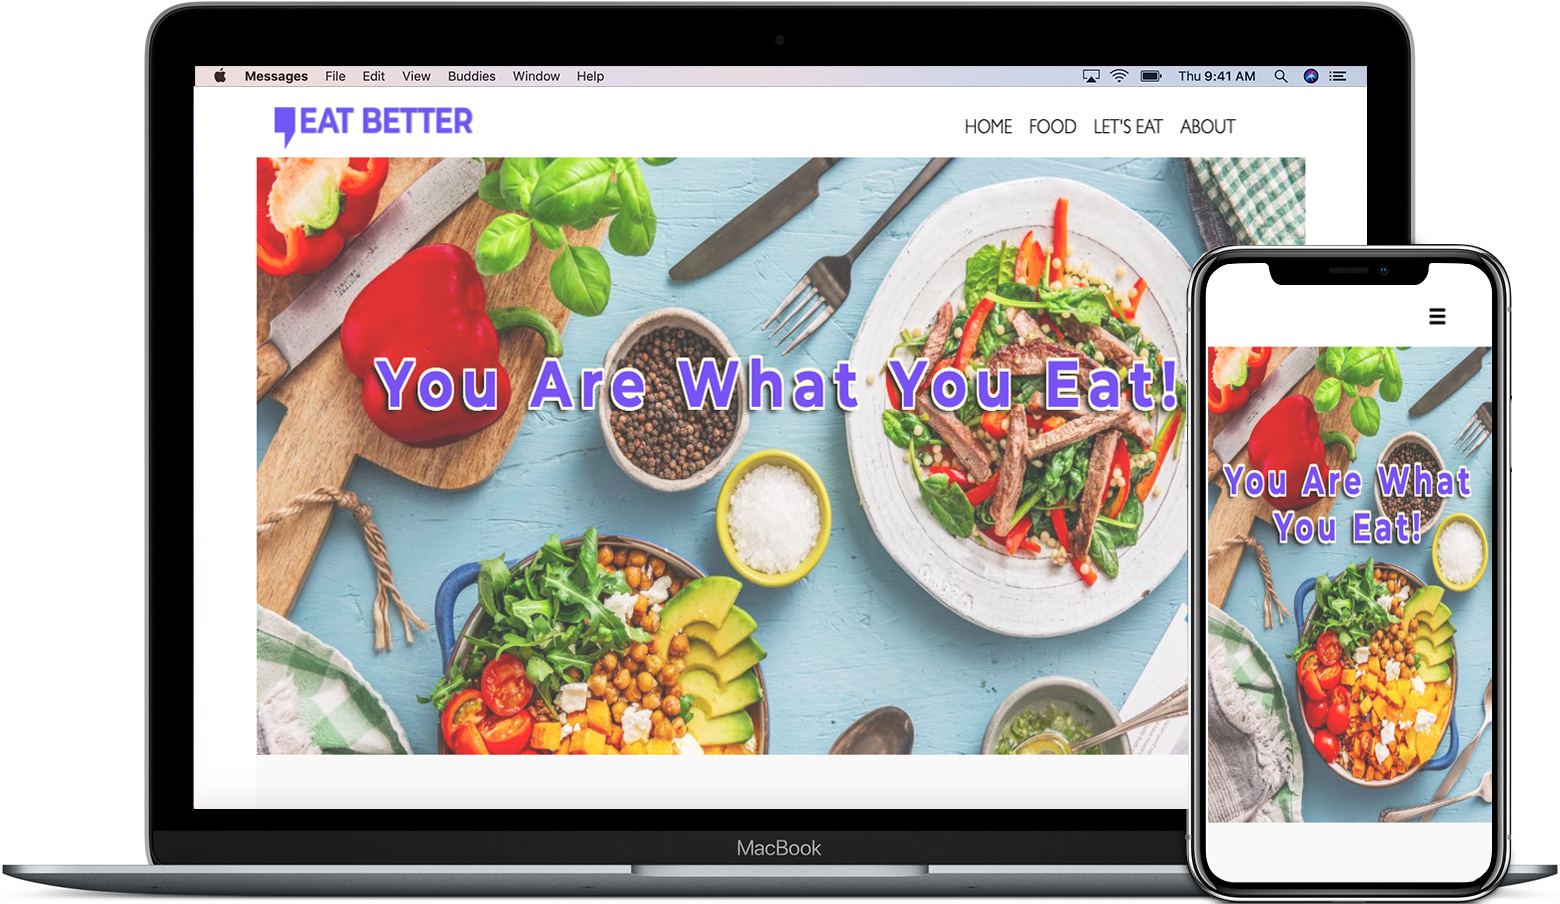 Messages File Edit View Buddies Window Help Thu 9:41 AM
EAT BETTER
HOME FOOD LET'S EAT ABOUT
You Are What You Eat!
MacBook
You Are What
You Eat!